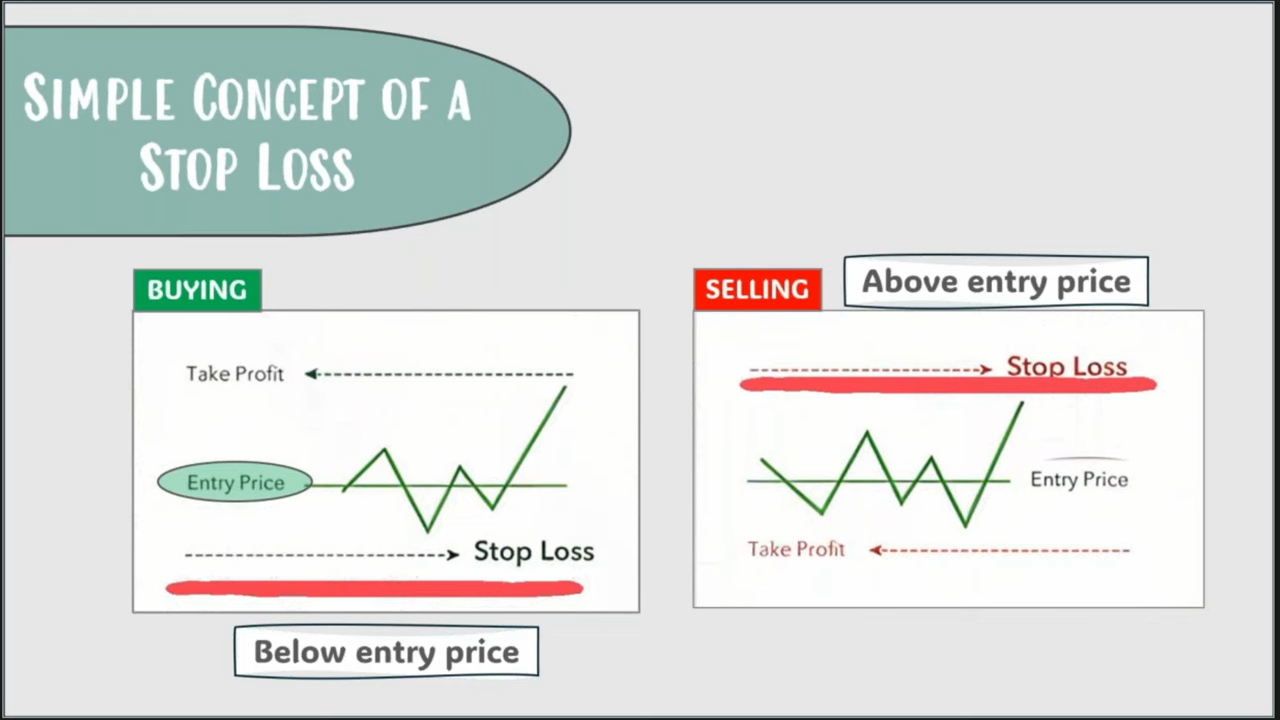 SIMPLE CONCEPT OF A
STOP LOSS
BUYING
Take Profit
Entry Price
Stop Loss
Below entry price
SELLING
Above entry price
Stop Loss
Entry Price
Take Profit